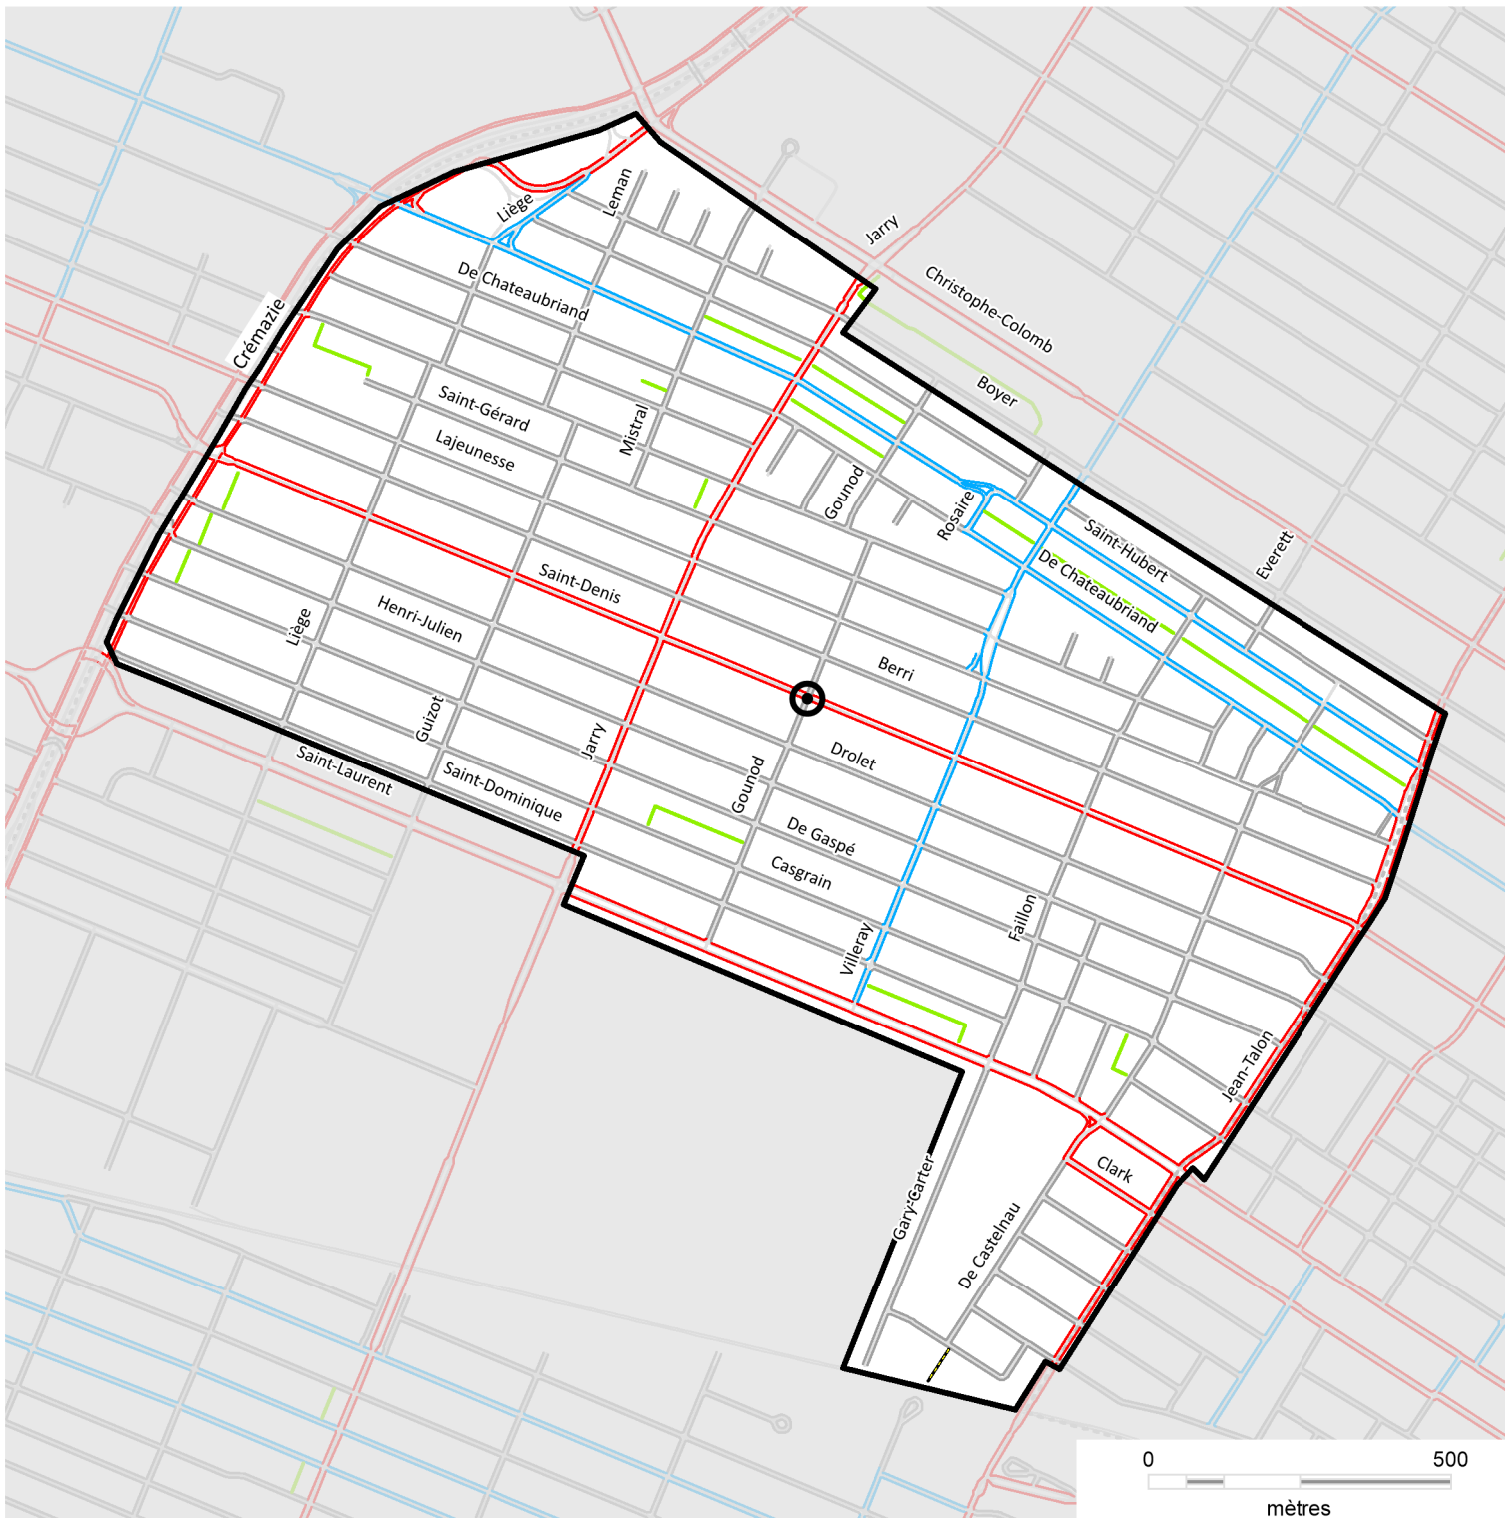 Leman
Liège
Jarry
De Chateaubriand
Christophe-Colomb
Crémazie
Boyer
Saint-Gérard
Mistral
Lajeunesse
Gounod
Rosaire
Saint-Hubert
Everett
De Chateaubriand
Saint-Denis
Henri-Julien
Liège
Berri
Guizot
Jarry
Drolet
Saint-Laurent
Saint-Dominique
Gounod
De Gaspé
Casgrain
Faillon
Villeray
Jean-Talon
Clark
Gary-Carter
De Castelnau
0 500
mètres